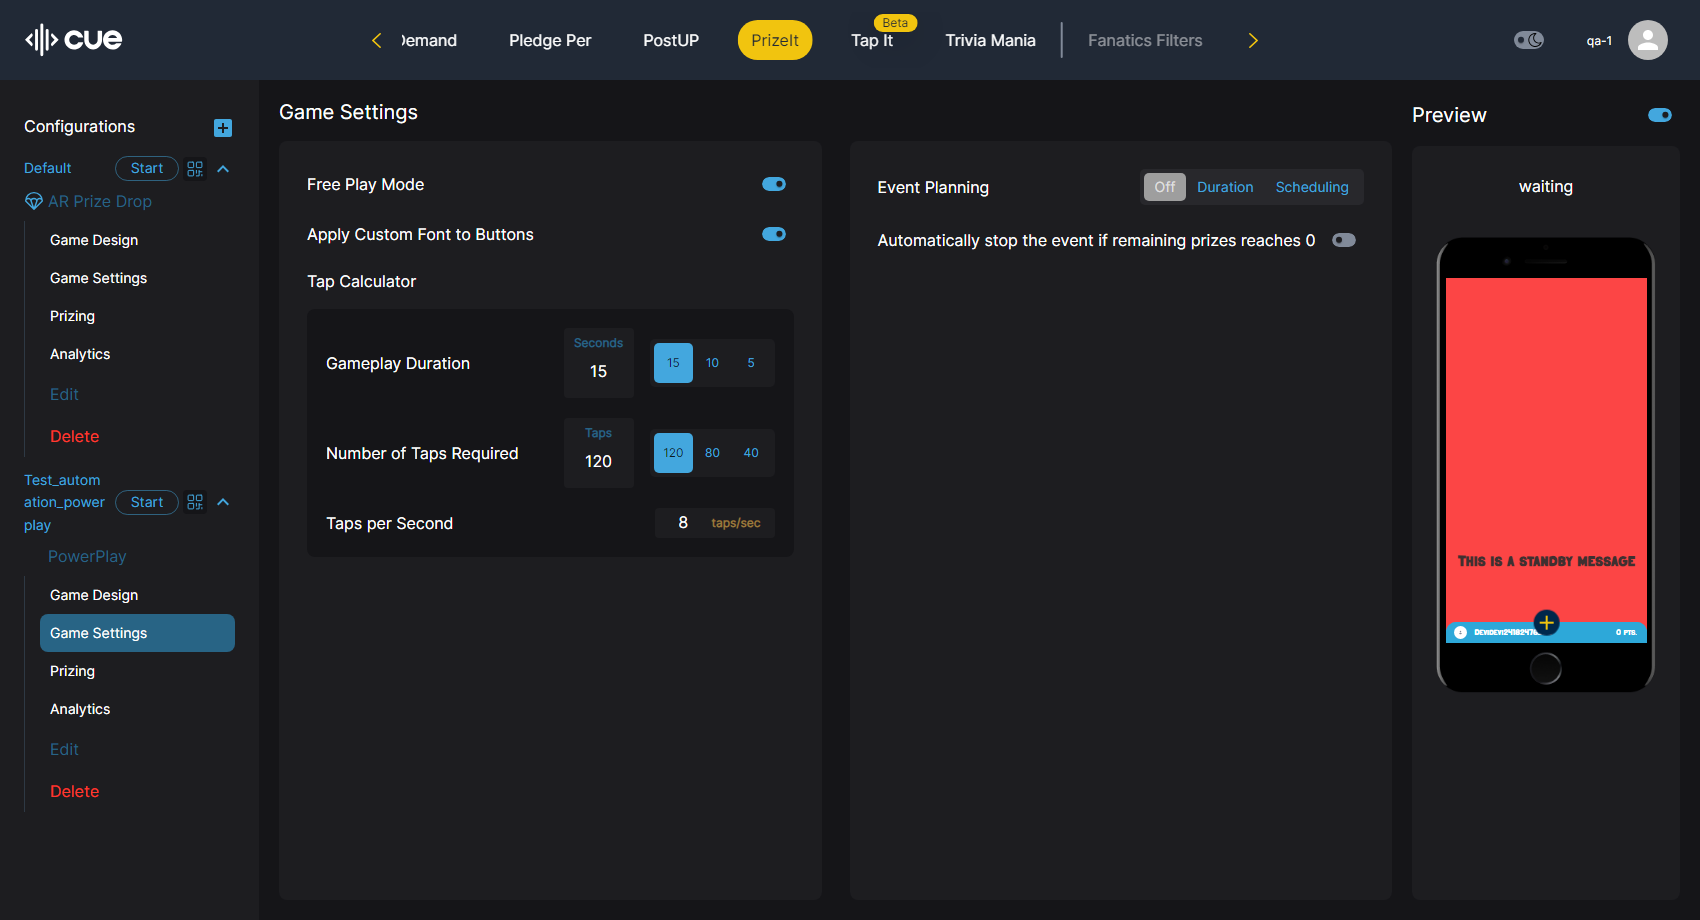 cue
Demand
Pledge Per
PostUP
PrizeIt
Beta
Tap It
Trivia Mania
Fanatics Filters
qa-1
Configurations
Default
Start
AR Prize Drop
Game Design
Game Settings
Prizing
Analytics
Edit
Delete
Test_autom
ation_power
play
Start
PowerPlay
Game Design
Game Settings
Prizing
Analytics
Edit
Delete
Game Settings
Free Play Mode
Apply Custom Font to Buttons
Tap Calculator
Gameplay Duration
Seconds
15
15 10 5
Number of Taps Required
Taps
120
120 80 40
Taps per Second
8 taps/sec
Event Planning
Off Duration Scheduling
Automatically stop the event if remaining prizes reaches 0
Preview
waiting
This is a standby message
0 pts.